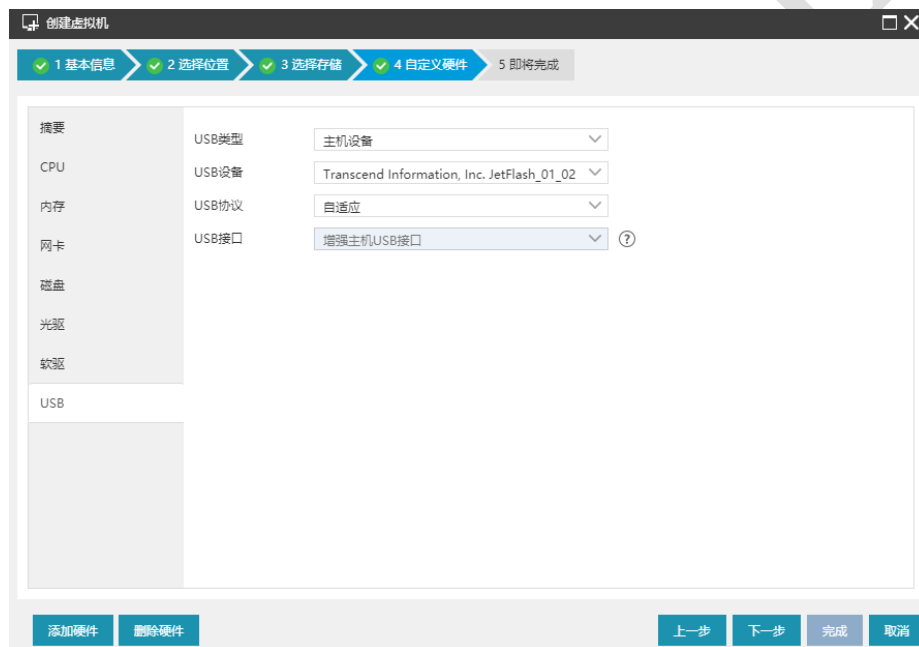 创建虚拟机
1 基本信息 2 选择位置 3 选择存储 4 自定义硬件 5 即将完成
摘要
CPU
内存
网卡
磁盘
光驱
软驱
USB
USB类型 主机设备
USB设备 Transcend Information, Inc. JetFlash_01_02
USB协议 自适应
USB接口 增强主机USB接口 ?
添加硬件 删除硬件 上一步 下一步 完成 取消